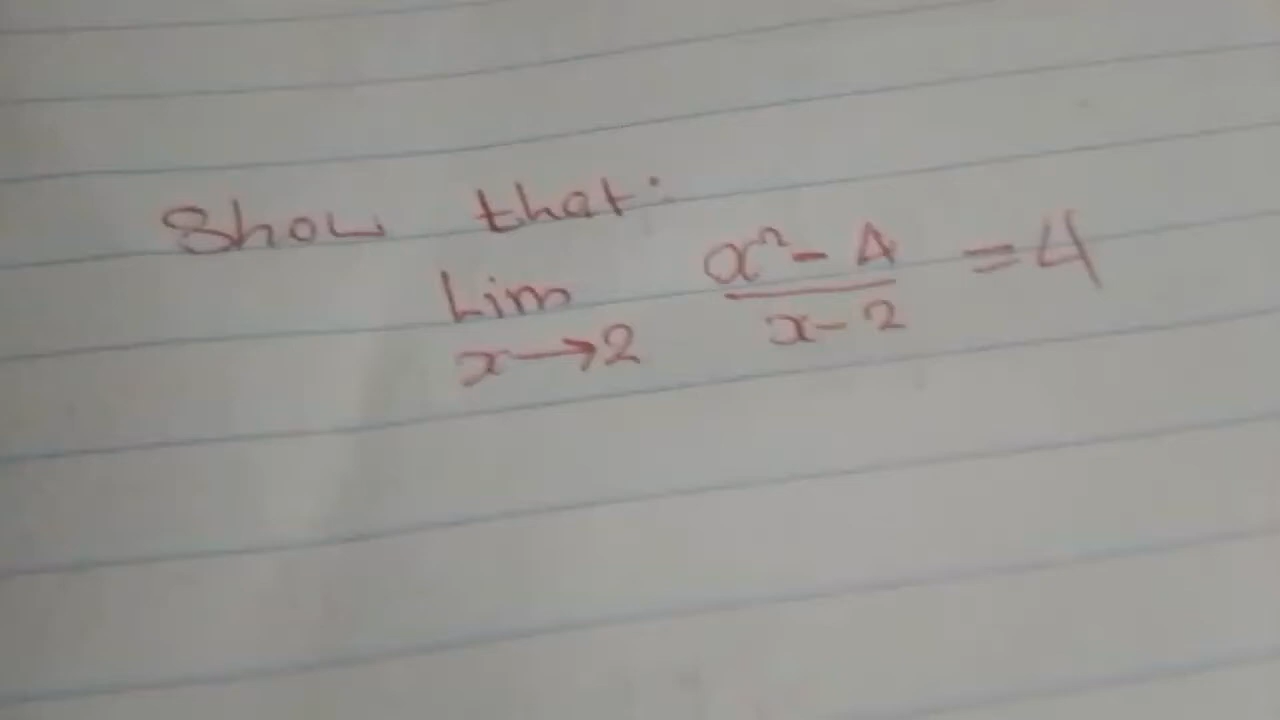 Show that:
Lim x²- 4 = 4
x→2 x-2